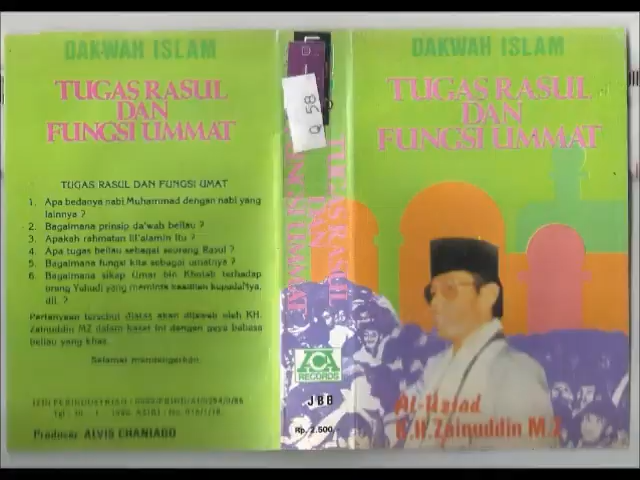 DAKWAH ISLAM
TUGAS RASUL
DAN
FUNGSI UMMAT
TUGAS RASUL DAN FUNGSI UMAT
1. Apa bedanya nabi Muhammad dengan nabi yang
lainnya ?
2. Bagaimana prinsip da'wah beliau ?
3. Apakah rahmatan lil'alamin itu ?
4. Apa tugas beliau sebagai seorang Rasul ?
5. Bagaimana fungsi kita sebagai umatnya ?
6. Bagaimana sikap Umar bin Khotab terhadap
orang Yahudi yang meminta keadilan kepadaNya,
dll. ?
Pertanyaan tersebut diatas akan dijawab oleh KH.
Zainuddin MZ dalam kaset ini dengan gaya bahasa
beliau yang khas.
Selamat mendengarkan.
IZIN PERINDUSTRIAN
Produser ALVIS CHANIAGO
Q 58
TUGAS RASUL
DAN
FUNGSI UMMAT
ACA
RECORDS
JBB
Rp. 2.500
DAKWAH ISLAM
TUGAS RASUL
DAN
FUNGSI UMMAT
Al-Ustad
K.H. Zainuddin M.Z